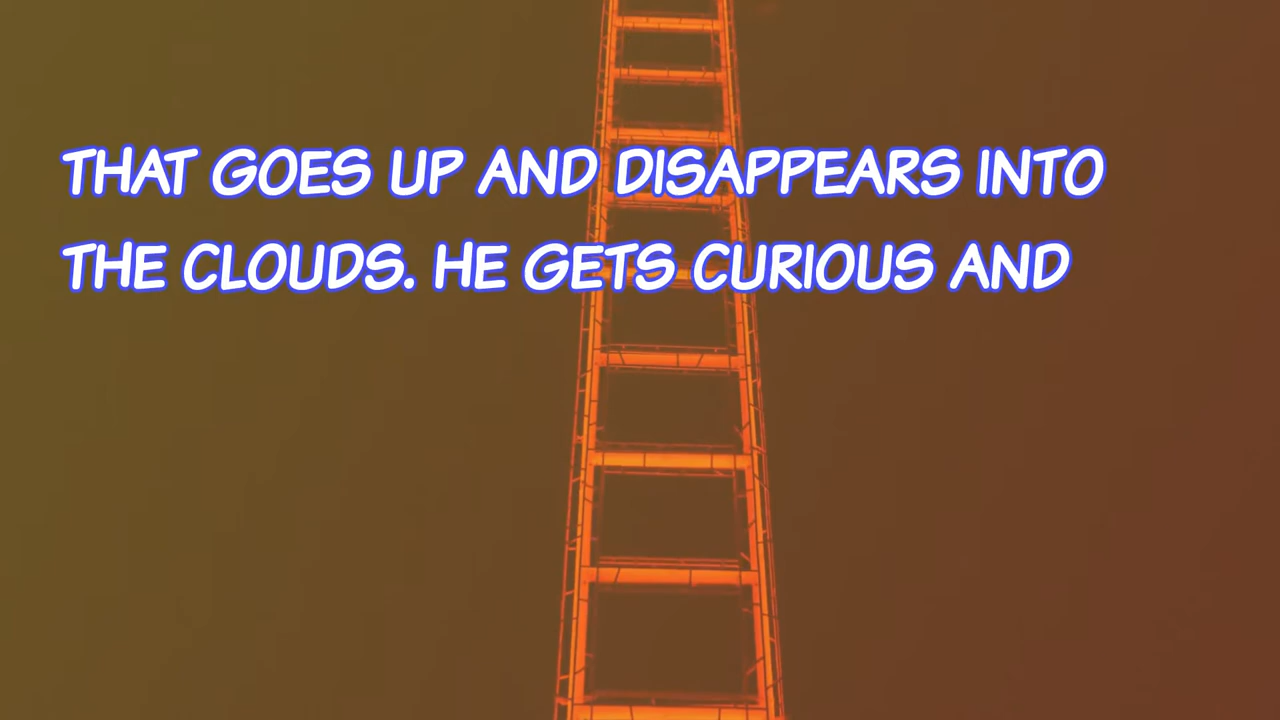 THAT GOES UP AND DISAPPEARS INTO
THE CLOUDS. HE GETS CURIOUS AND